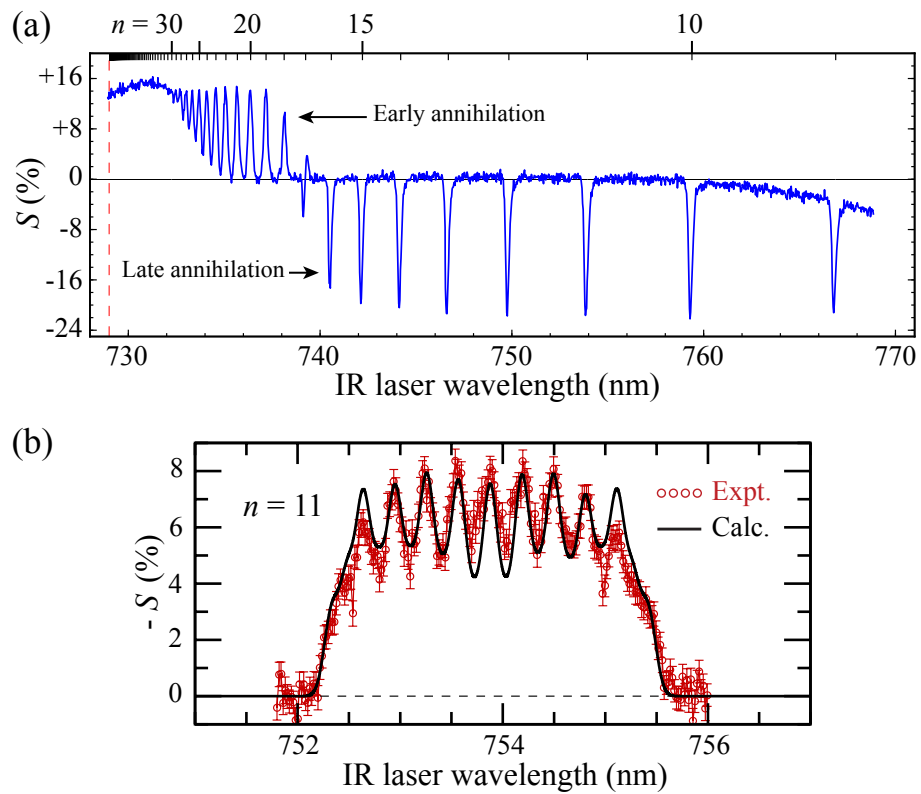 (a)
n = 30 20 15 10
+16
+8
0
-8
-16
-24
S (%)
Early annihilation
Late annihilation
730 740 750 760 770
IR laser wavelength (nm)
(b)
8
6
4
2
0
- S (%)
n = 11
Expt.
Calc.
752 754 756
IR laser wavelength (nm)